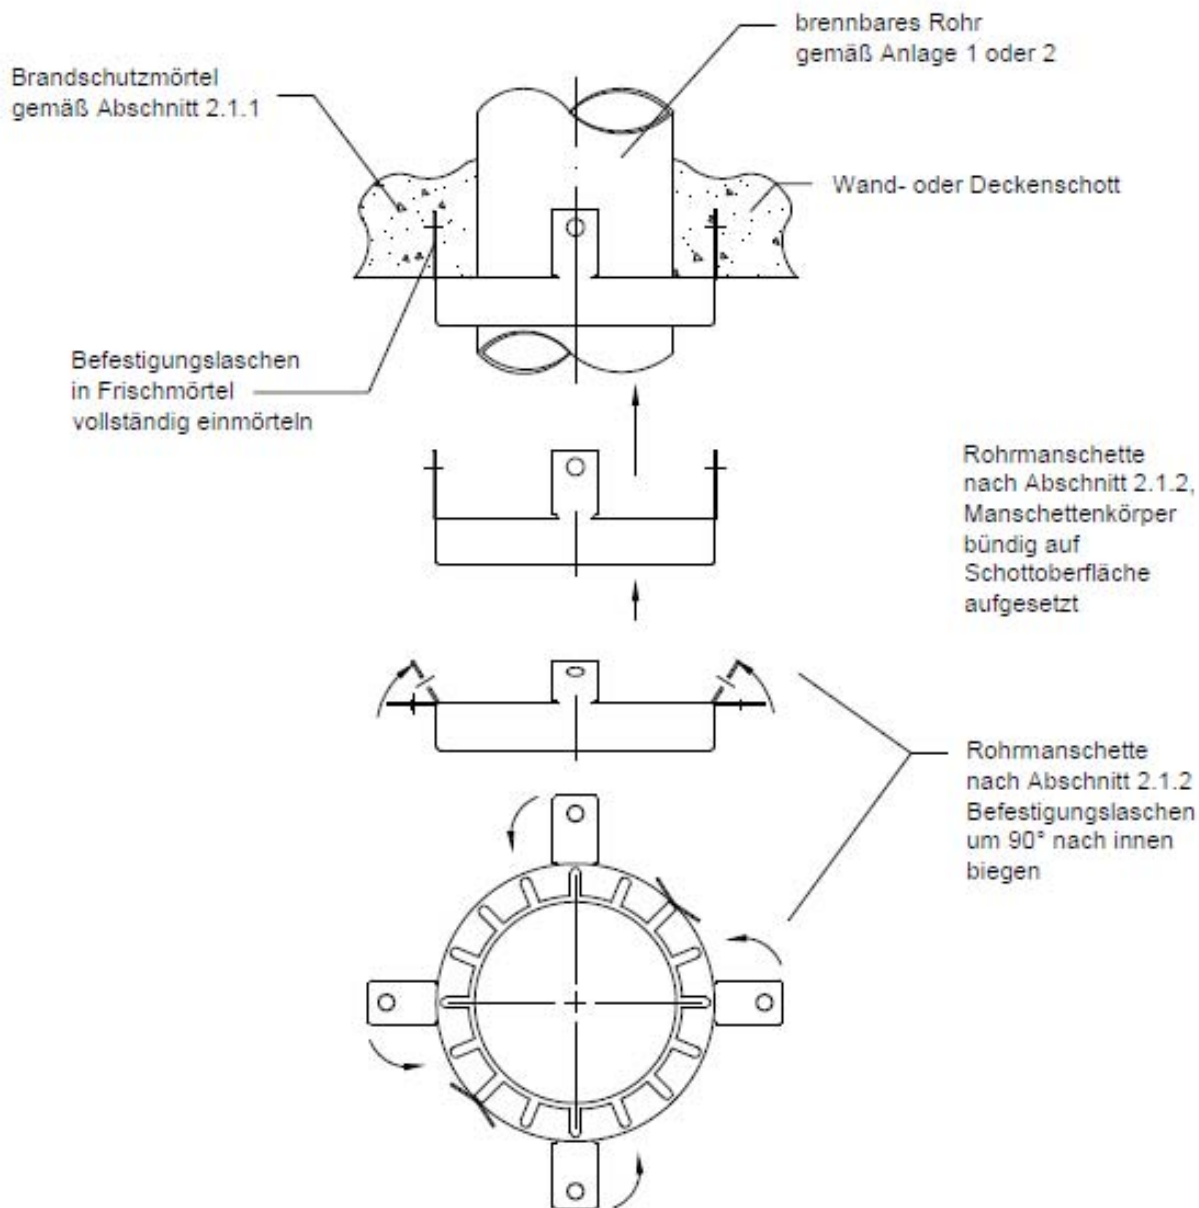 brennbares Rohr
gemäß Anlage 1 oder 2
Brandschutzmörtel
gemäß Abschnitt 2.1.1
Wand- oder Deckenschott
Befestigungslaschen
in Frischmörtel
vollständig einmörteln
Rohrmanschette
nach Abschnitt 2.1.2,
Manschettenkörper
bündig auf
Schottoberfläche
aufgesetzt
Rohrmanschette
nach Abschnitt 2.1.2
Befestigungslaschen
um 90° nach innen
biegen